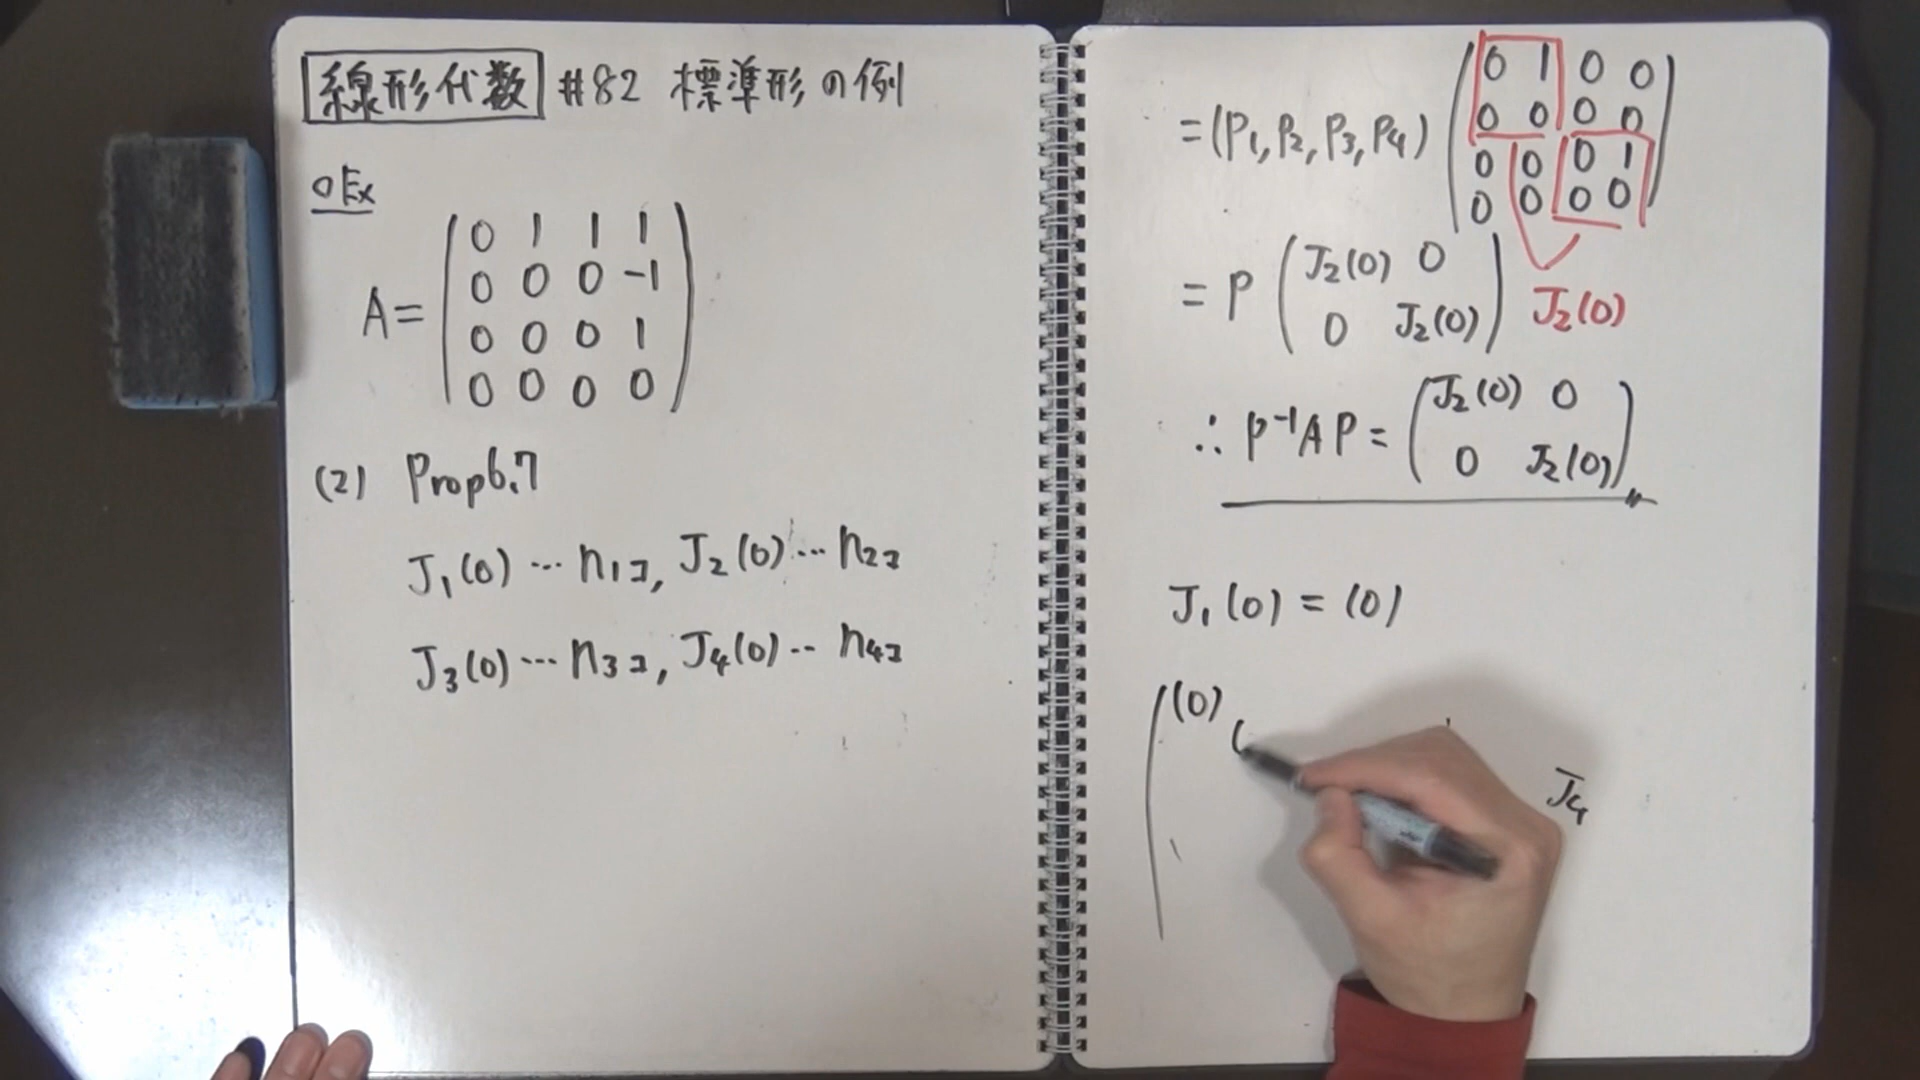 線形代数 #82 標準形の例
○Ex
A = ( 0 1 1 1
0 0 0 -1
0 0 0 1
0 0 0 0 )
(2) Prop6.7
J₁(0) … n₁コ, J₂(0) … n₂コ
J₃(0) … n₃コ, J₄(0) ‥ n₄コ
= (P₁, P₂, P₃, P₄) ( 0 1 0 0
0 0 0 0
0 0 0 1
0 0 0 0 )
= P ( J₂(0) 0
0 J₂(0) ) J₂(0)
∴ P⁻¹AP = ( J₂(0) 0
0 J₂(0) )
J₁(0) = (0)
( (0) (
J₄